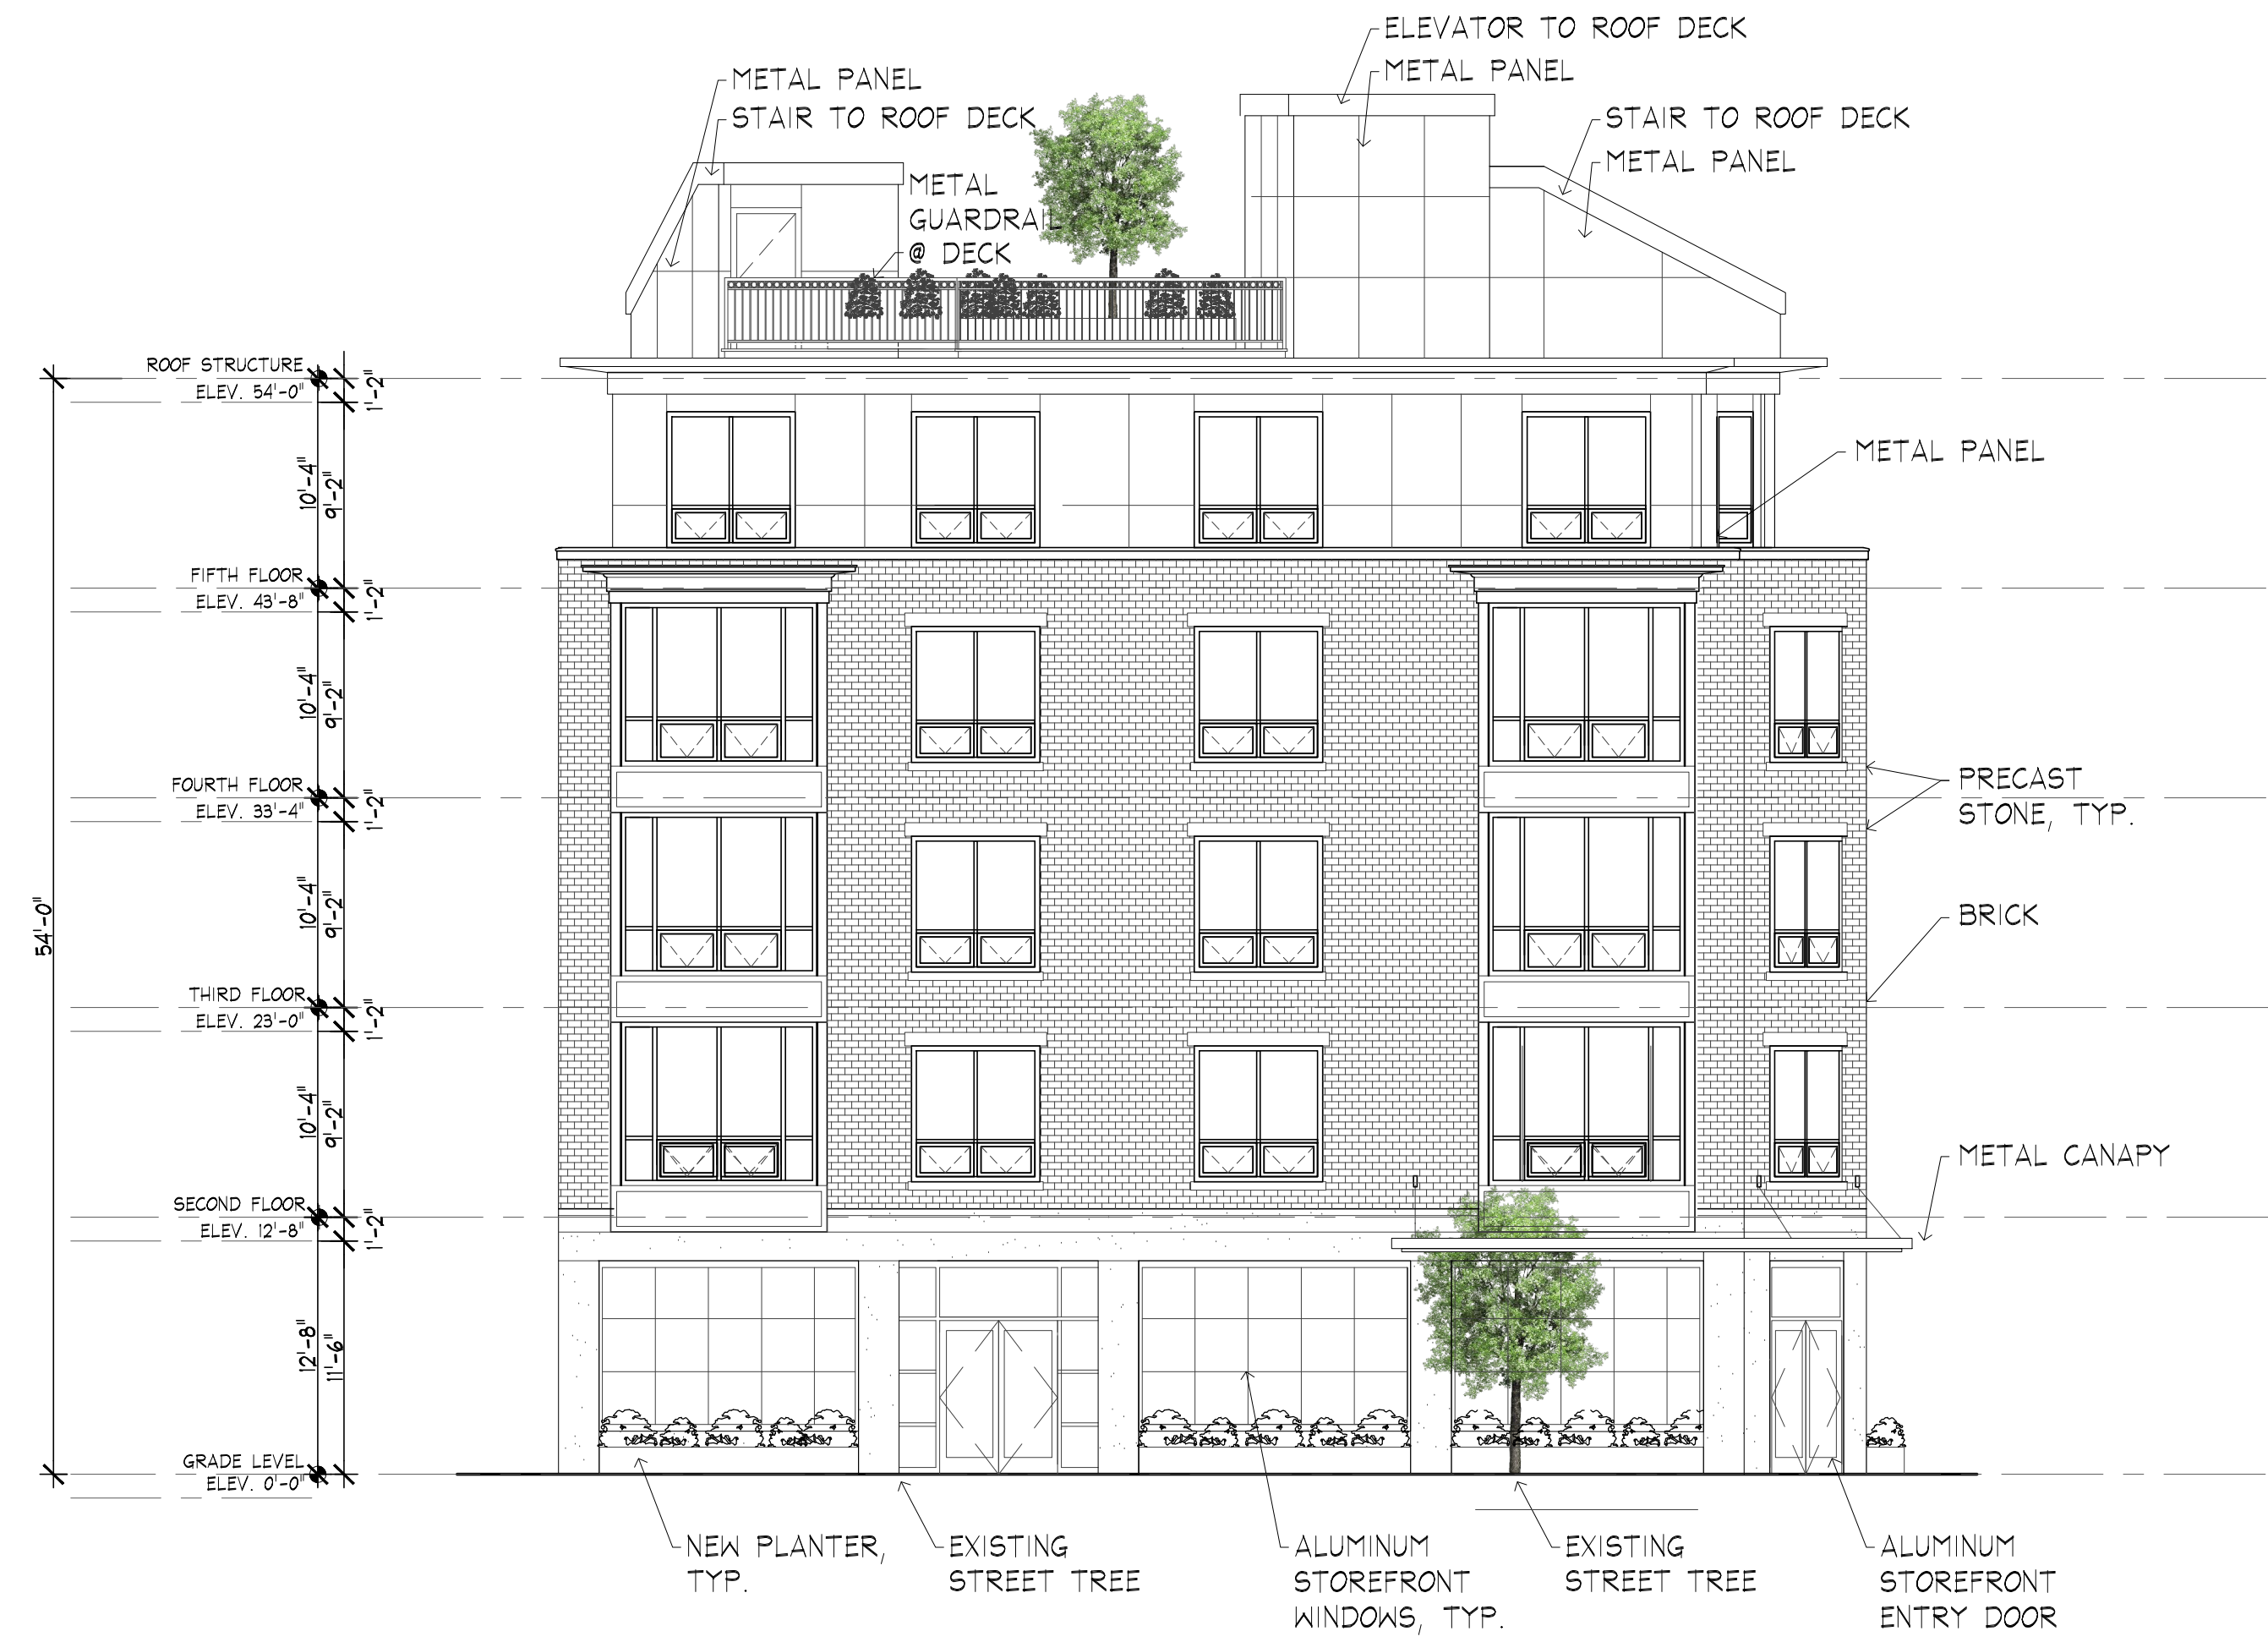 ELEVATOR TO ROOF DECK
METAL PANEL
METAL PANEL
STAIR TO ROOF DECK
STAIR TO ROOF DECK
METAL PANEL
METAL
GUARDRAIL
@ DECK
ROOF STRUCTURE
ELEV. 54'-0"
1'-2"
10'-4"
9'-2"
METAL PANEL
FIFTH FLOOR
ELEV. 43'-8"
1'-2"
10'-4"
9'-2"
FOURTH FLOOR
ELEV. 33'-4"
1'-2"
PRECAST
STONE, TYP.
54'-0"
10'-4"
9'-2"
BRICK
THIRD FLOOR
ELEV. 23'-0"
1'-2"
10'-4"
9'-2"
METAL CANAPY
SECOND FLOOR
ELEV. 12'-8"
1'-2"
12'-8"
11'-6"
GRADE LEVEL
ELEV. 0'-0"
NEW PLANTER,
TYP.
EXISTING
STREET TREE
ALUMINUM
STOREFRONT
WINDOWS, TYP.
EXISTING
STREET TREE
ALUMINUM
STOREFRONT
ENTRY DOOR